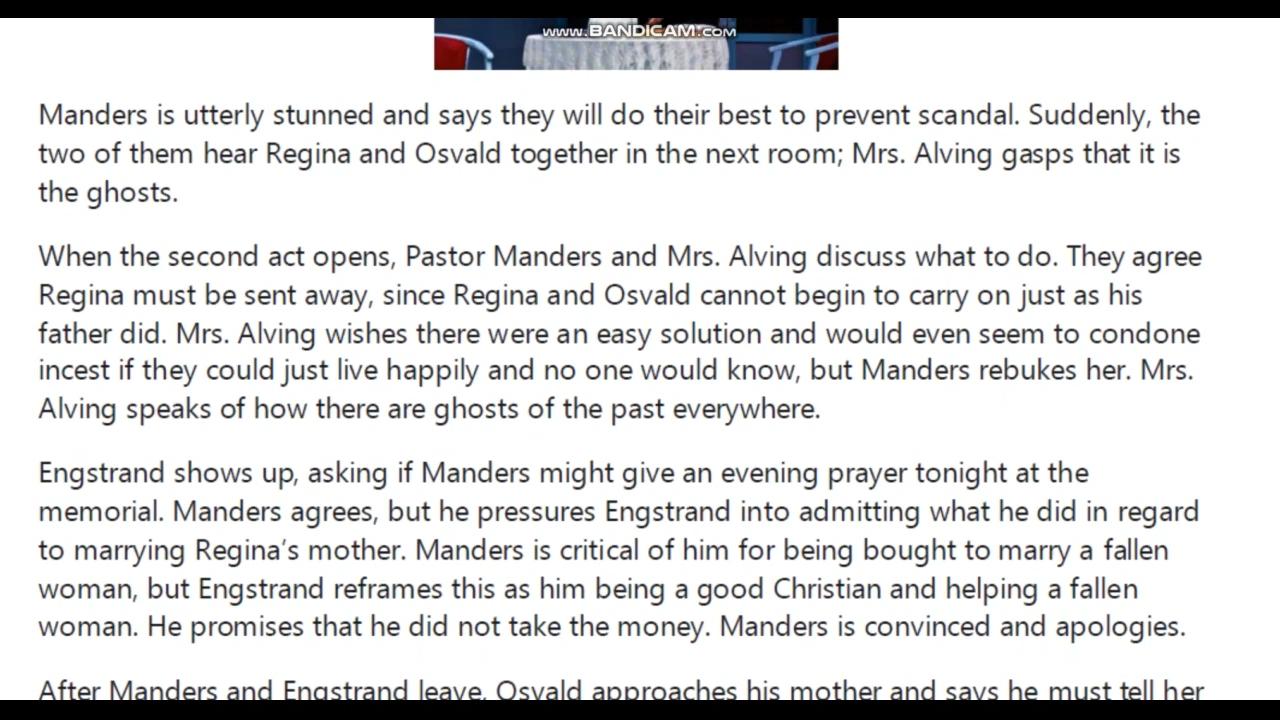 www.BANDICAM.com
Manders is utterly stunned and says they will do their best to prevent scandal. Suddenly, the
two of them hear Regina and Osvald together in the next room; Mrs. Alving gasps that it is
the ghosts.
When the second act opens, Pastor Manders and Mrs. Alving discuss what to do. They agree
Regina must be sent away, since Regina and Osvald cannot begin to carry on just as his
father did. Mrs. Alving wishes there were an easy solution and would even seem to condone
incest if they could just live happily and no one would know, but Manders rebukes her. Mrs.
Alving speaks of how there are ghosts of the past everywhere.
Engstrand shows up, asking if Manders might give an evening prayer tonight at the
memorial. Manders agrees, but he pressures Engstrand into admitting what he did in regard
to marrying Regina’s mother. Manders is critical of him for being bought to marry a fallen
woman, but Engstrand reframes this as him being a good Christian and helping a fallen
woman. He promises that he did not take the money. Manders is convinced and apologies.
After Manders and Engstrand leave, Osvald approaches his mother and says he must tell her